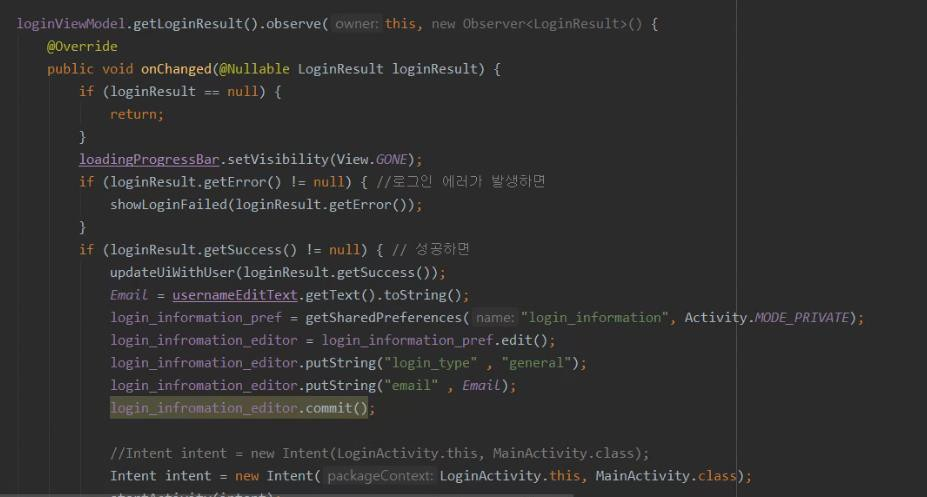 loginViewModel.getLoginResult().observe( owner: this, new Observer<LoginResult>() {
@Override
public void onChanged(@Nullable LoginResult loginResult) {
if (loginResult == null) {
return;
}
loadingProgressBar.setVisibility(View.GONE);
if (loginResult.getError() != null) { //로그인 에러가 발생하면
showLoginFailed(loginResult.getError());
}
if (loginResult.getSuccess() != null) { // 성공하면
updateUiWithUser(loginResult.getSuccess());
Email = usernameEditText.getText().toString();
login_information_pref = getSharedPreferences( name: "login_information", Activity.MODE_PRIVATE);
login_infromation_editor = login_information_pref.edit();
login_infromation_editor.putString("login_type" , "general");
login_infromation_editor.putString("email" , Email);
login_infromation_editor.commit();
//Intent intent = new Intent(LoginActivity.this, MainActivity.class);
Intent intent = new Intent( packageContext: LoginActivity.this, MainActivity.class);
startActivity(intent);